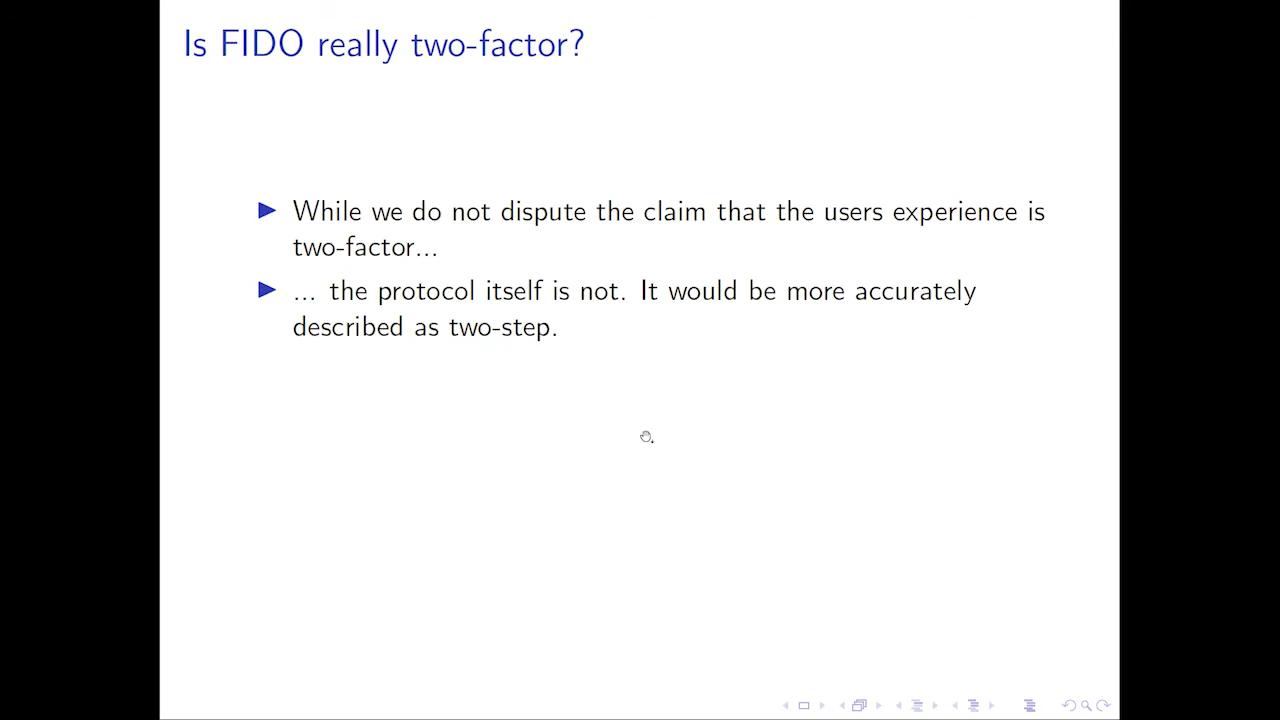 Is FIDO really two-factor?
While we do not dispute the claim that the users experience is
two-factor...
... the protocol itself is not. It would be more accurately
described as two-step.